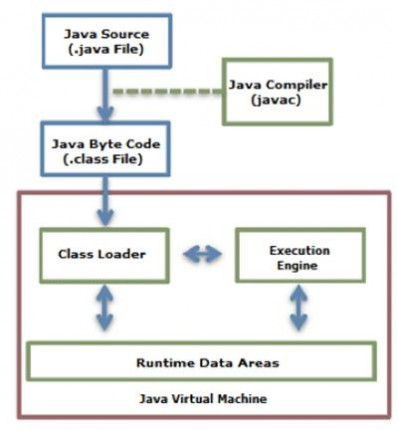 Java Source
(.java File)
Java Compiler
(javac)
Java Byte Code
(.class File)
Class Loader
Execution
Engine
Runtime Data Areas
Java Virtual Machine